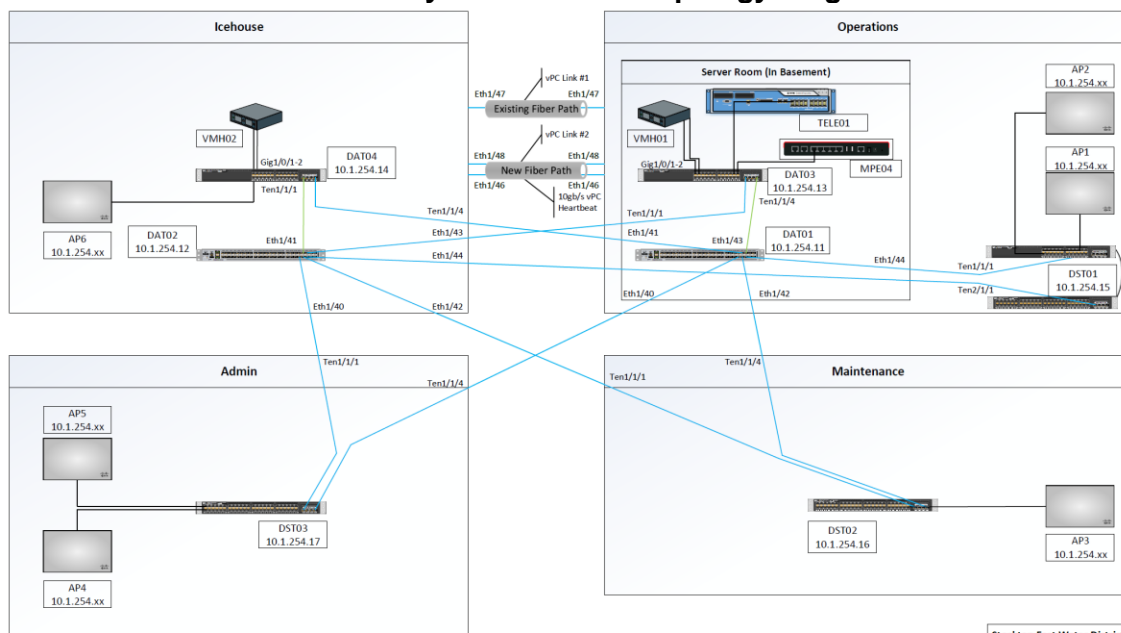 Icehouse
VMH02
Gig1/0/1-2
DAT04
10.1.254.14
Ten1/1/1
AP6
10.1.254.xx
DAT02
10.1.254.12
Eth1/41
Ten1/1/4
Eth1/43
Eth1/44
Eth1/40
Eth1/42
vPC Link #1
Eth1/47
Eth1/47
Existing Fiber Path
vPC Link #2
Eth1/48
Eth1/48
New Fiber Path
Eth1/46
Eth1/46
10gb/s vPC
Heartbeat
Operations
Server Room (In Basement)
VMH01
TELE01
MPE04
Gig1/0/1-2
DAT03
10.1.254.13
Ten1/1/1
Ten1/1/4
Eth1/41
Eth1/43
DAT01
10.1.254.11
Eth1/44
Eth1/40
Eth1/42
AP2
10.1.254.xx
AP1
10.1.254.xx
Ten1/1/1
DST01
10.1.254.15
Ten2/1/1
Admin
Ten1/1/1
Ten1/1/4
AP5
10.1.254.xx
DST03
10.1.254.17
AP4
10.1.254.xx
Maintenance
Ten1/1/1
Ten1/1/4
DST02
10.1.254.16
AP3
10.1.254.xx